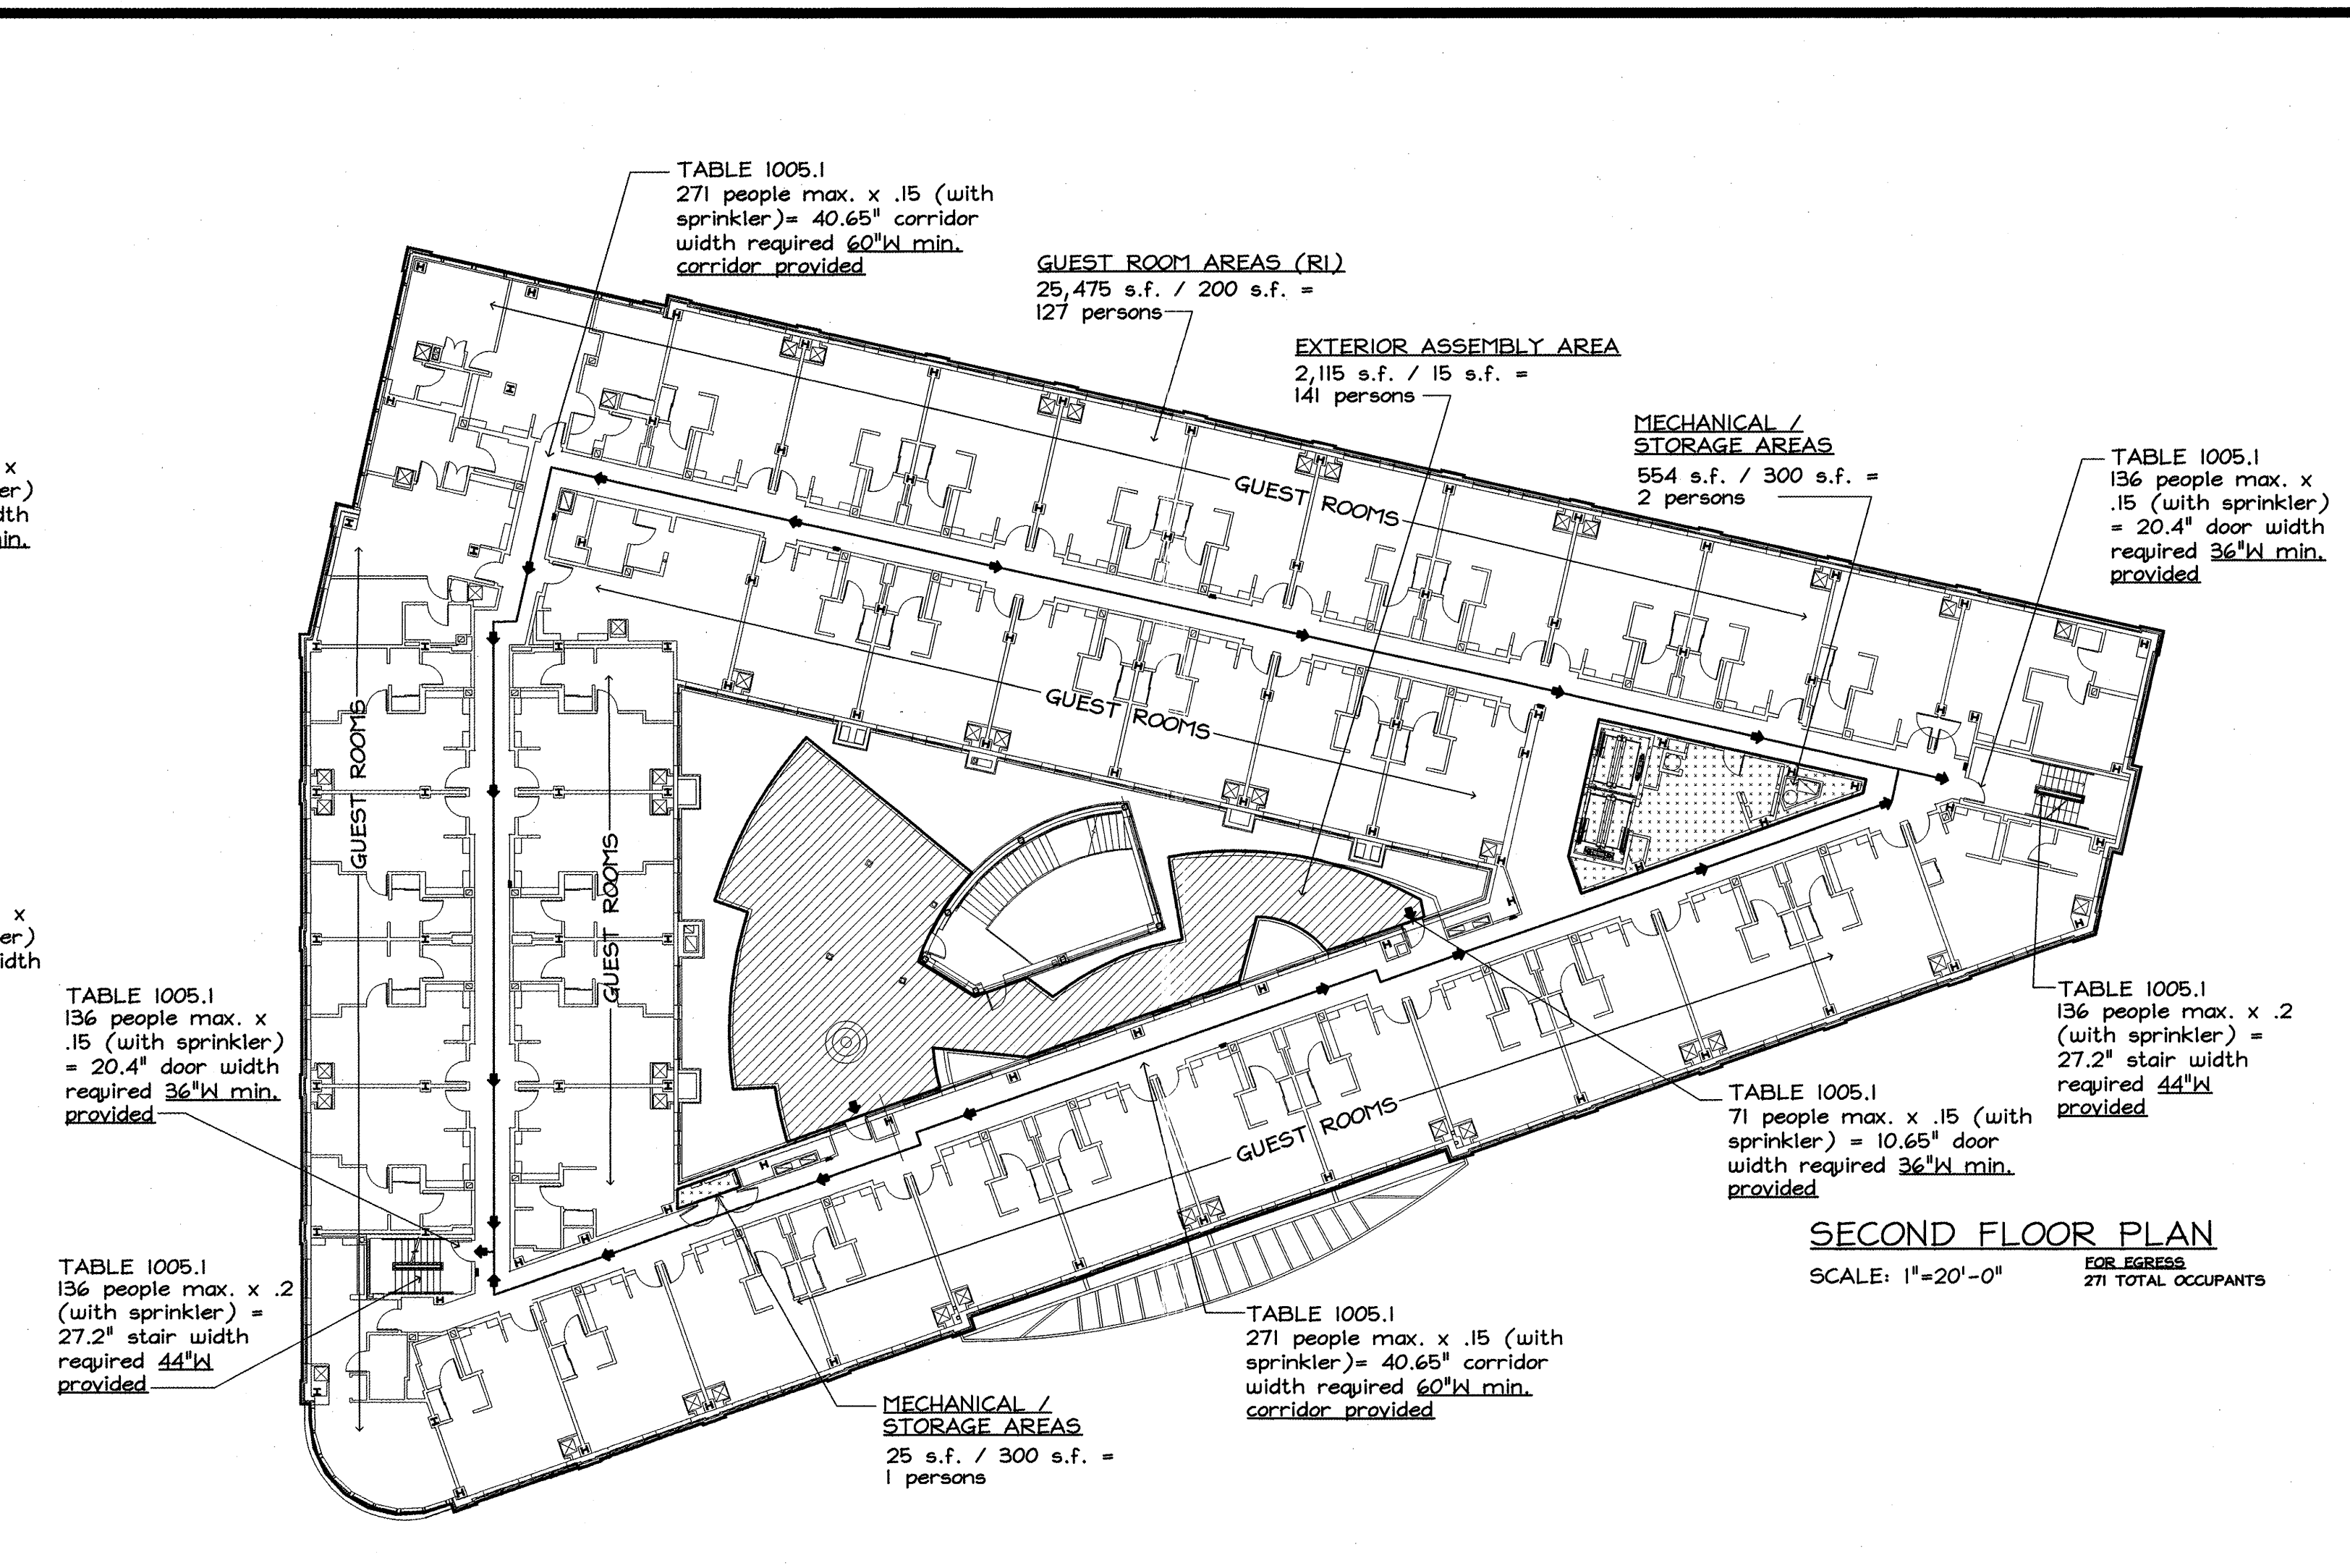 TABLE 1005.1
271 people max. x .15 (with
sprinkler)= 40.65" corridor
width required 60"W min.
corridor provided
GUEST ROOM AREAS (R1)
25,475 s.f. / 200 s.f. =
127 persons
EXTERIOR ASSEMBLY AREA
2,115 s.f. / 15 s.f. =
141 persons
MECHANICAL /
STORAGE AREAS
554 s.f. / 300 s.f. =
2 persons
TABLE 1005.1
136 people max. x
.15 (with sprinkler)
= 20.4" door width
required 36"W min.
provided
x
er)
dth
in.
GUEST ROOMS
GUEST ROOMS
GUEST ROOMS
GUEST ROOMS
GUEST ROOMS
x
er)
idth
TABLE 1005.1
136 people max. x
.15 (with sprinkler)
= 20.4" door width
required 36"W min.
provided
TABLE 1005.1
136 people max. x .2
(with sprinkler) =
27.2" stair width
required 44"W
provided
TABLE 1005.1
136 people max. x .2
(with sprinkler) =
27.2" stair width
required 44"W
provided
TABLE 1005.1
71 people max. x .15 (with
sprinkler) = 10.65" door
width required 36"W min.
provided
TABLE 1005.1
271 people max. x .15 (with
sprinkler)= 40.65" corridor
width required 60"W min.
corridor provided
MECHANICAL /
STORAGE AREAS
25 s.f. / 300 s.f. =
1 persons
SECOND FLOOR PLAN
SCALE: 1"=20'-0"
FOR EGRESS
271 TOTAL OCCUPANTS